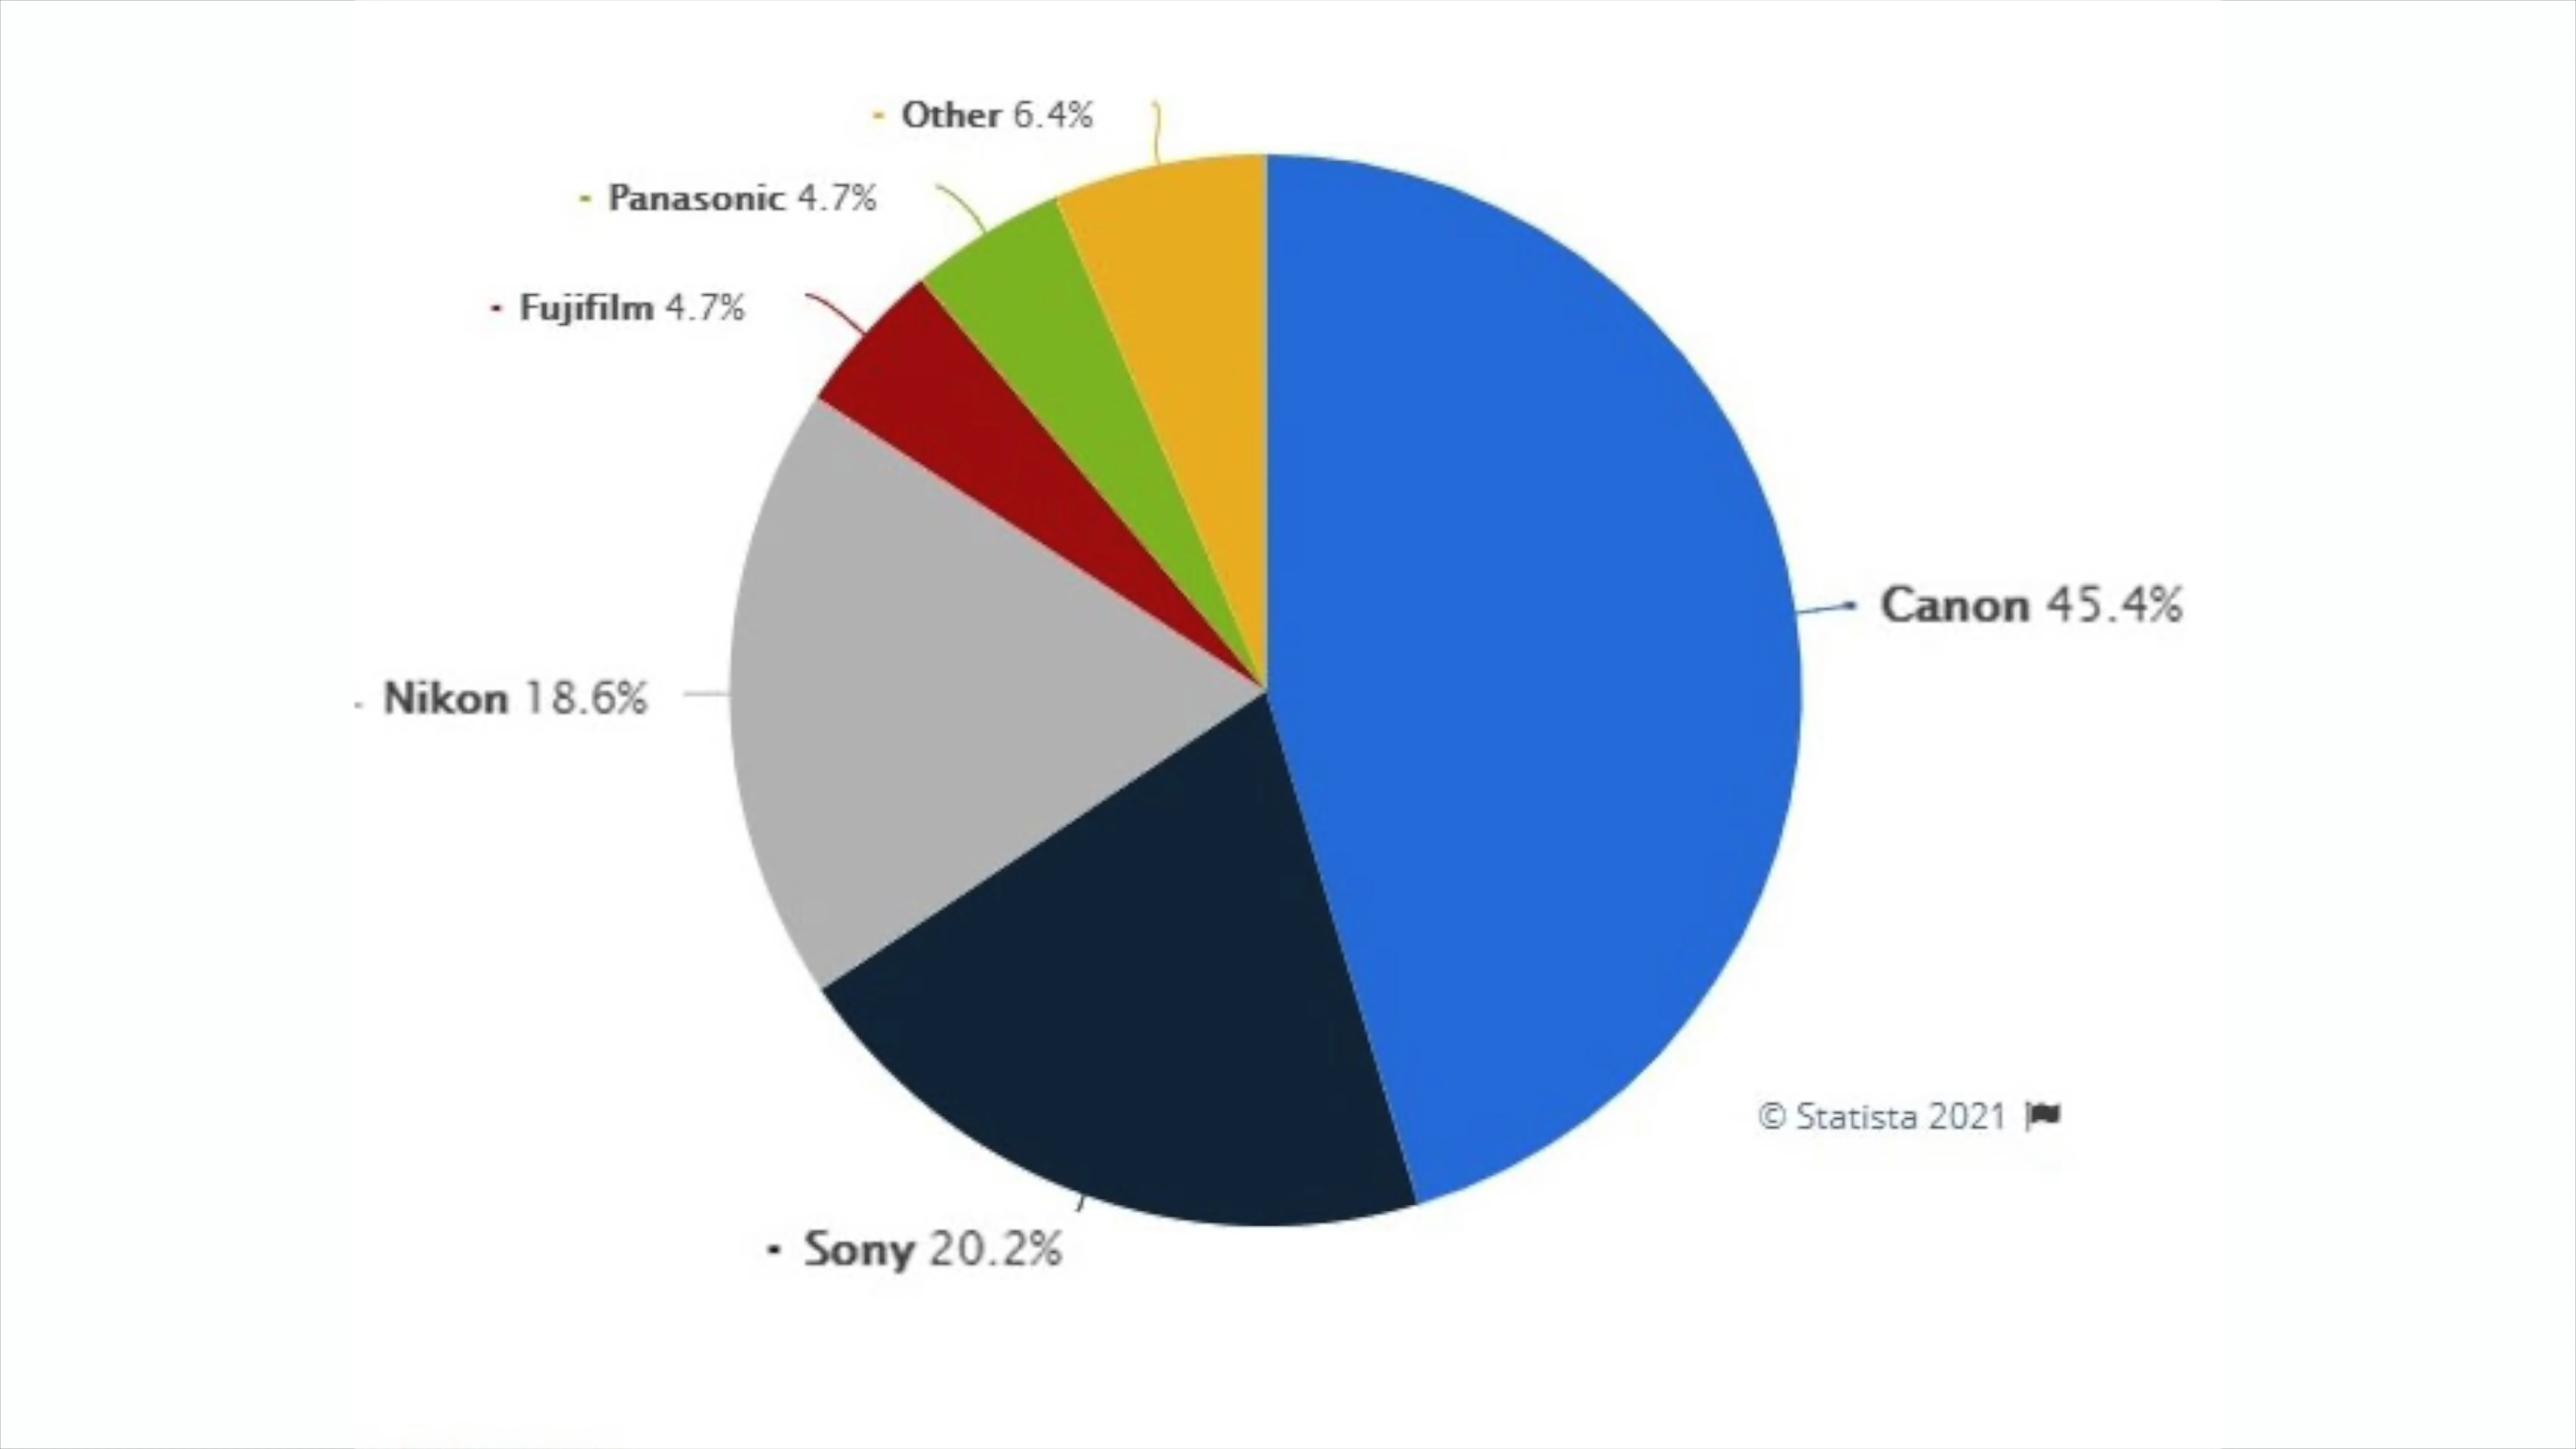 Other 6.4%
Panasonic 4.7%
Fujifilm 4.7%
Canon 45.4%
Nikon 18.6%
© Statista 2021
Sony 20.2%